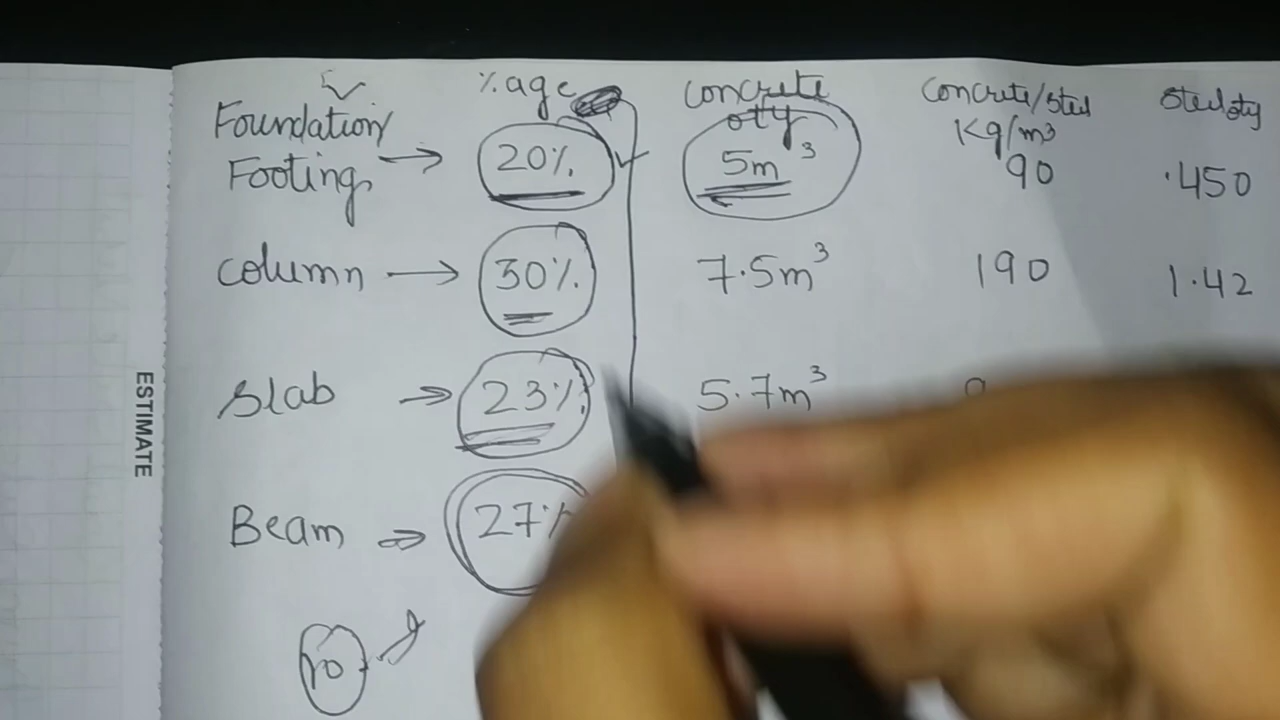 %age concrete qty Concrete/Steel Kg/m³ Steel qty
Foundation
Footing → 20% 5m³ 90 .450
column → 30% 7.5m³ 190 1.42
slab → 23% 5.7m³
Beam → 27%
ESTIMATE